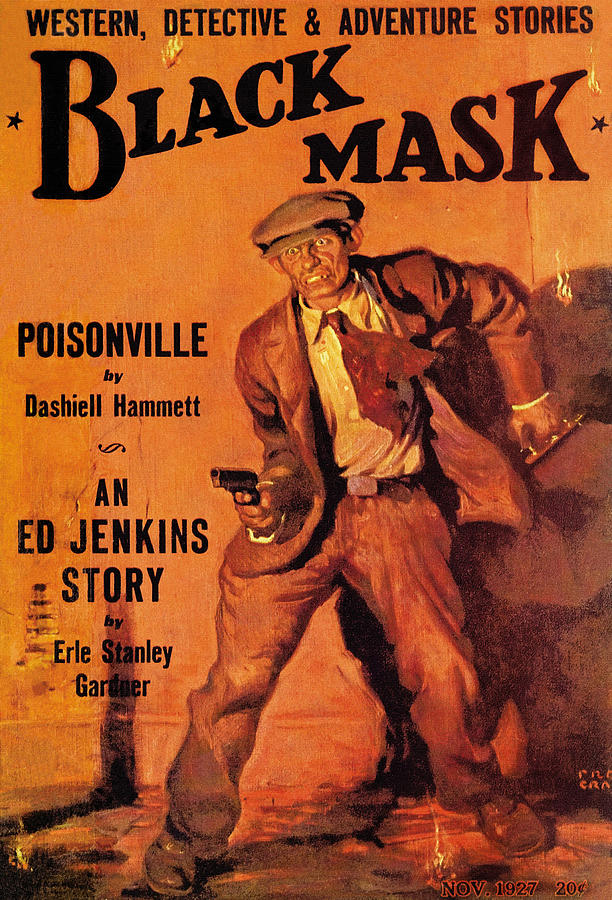 WESTERN, DETECTIVE & ADVENTURE STORIES
BLACK
MASK
POISONVILLE
by
Dashiell Hammett
AN
ED JENKINS
STORY
by
Erle Stanley
Gardner
NOV. 1927 20¢